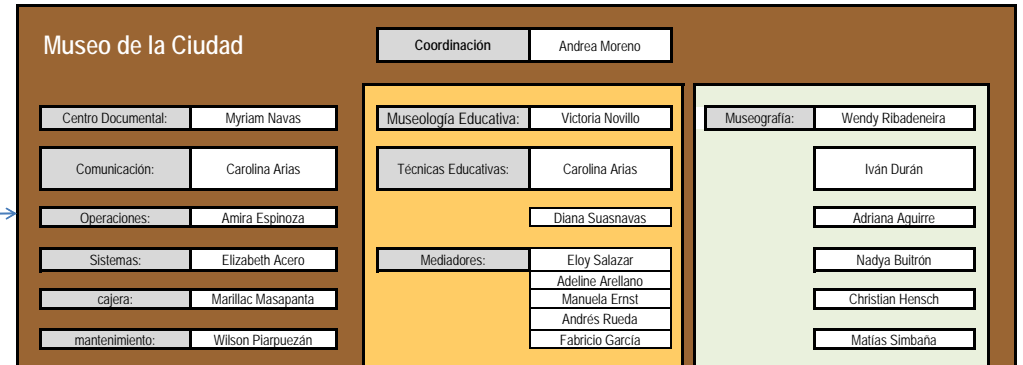 Museo de la Ciudad
Coordinación Andrea Moreno
Centro Documental: Myriam Navas
Comunicación: Carolina Arias
Operaciones: Amira Espinoza
Sistemas: Elizabeth Acero
cajera: Marillac Masapanta
mantenimiento: Wilson Piarpuezán
Museología Educativa: Victoria Novillo
Técnicas Educativas: Carolina Arias
Diana Suasnavas
Mediadores: Eloy Salazar
Adeline Arellano
Manuela Ernst
Andrés Rueda
Fabricio García
Museografía: Wendy Ribadeneira
Iván Durán
Adriana Aguirre
Nadya Buitrón
Christian Hensch
Matías Simbaña